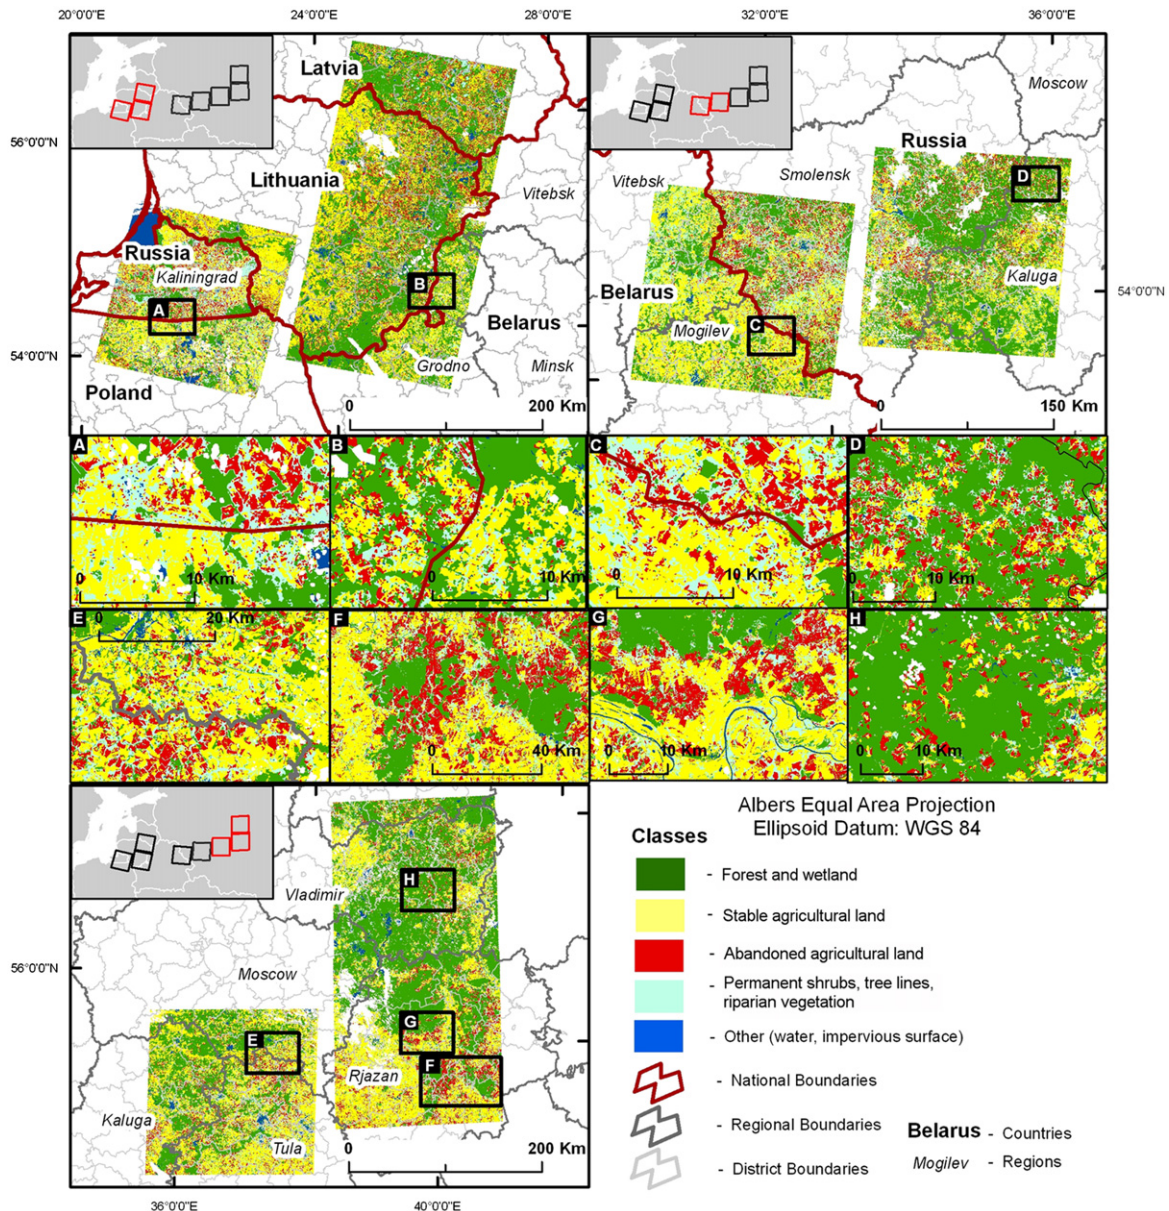 20°0'0"E
24°0'0"E
28°0'0"E
32°0'0"E
36°0'0"E
56°0'0"N
54°0'0"N
Latvia
Lithuania
Vitebsk
Russia
Kaliningrad
A
B
Belarus
Grodno
Minsk
Poland
0
200 Km
Moscow
Russia
D
Smolensk
Vitebsk
Kaluga
Belarus
Mogilev
C
54°0'0"N
0
150 Km
A
0
10 Km
B
0
10 Km
C
0
10 Km
D
0
10 Km
E
0
20 Km
F
0
40 Km
G
0
10 Km
H
0
10 Km
Vladimir
H
56°0'0"N
Moscow
G
E
F
Rjazan
Kaluga
Tula
0
200 Km
36°0'0"E
40°0'0"E
Albers Equal Area Projection
Ellipsoid Datum: WGS 84
Classes
- Forest and wetland
- Stable agricultural land
- Abandoned agricultural land
- Permanent shrubs, tree lines,
riparian vegetation
- Other (water, impervious surface)
- National Boundaries
- Regional Boundaries
- District Boundaries
Belarus - Countries
Mogilev - Regions